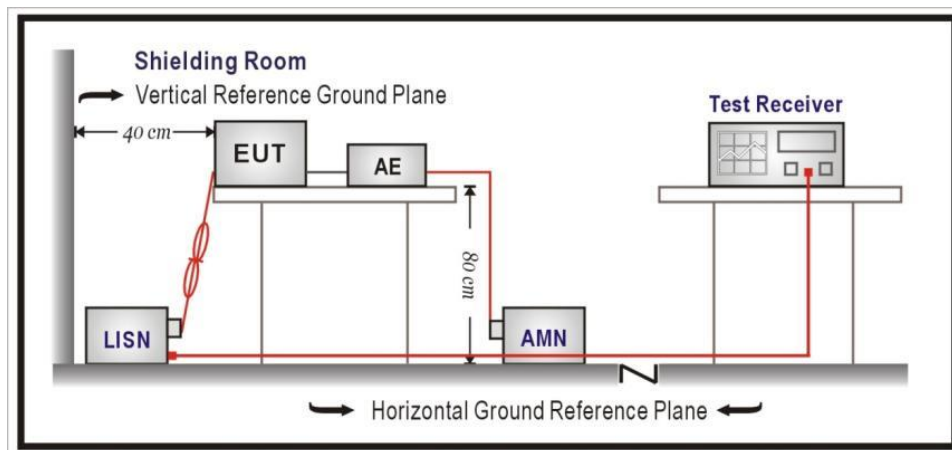 Shielding Room
Vertical Reference Ground Plane
40 cm
EUT
AE
Test Receiver
80 cm
LISN
AMN
Horizontal Ground Reference Plane